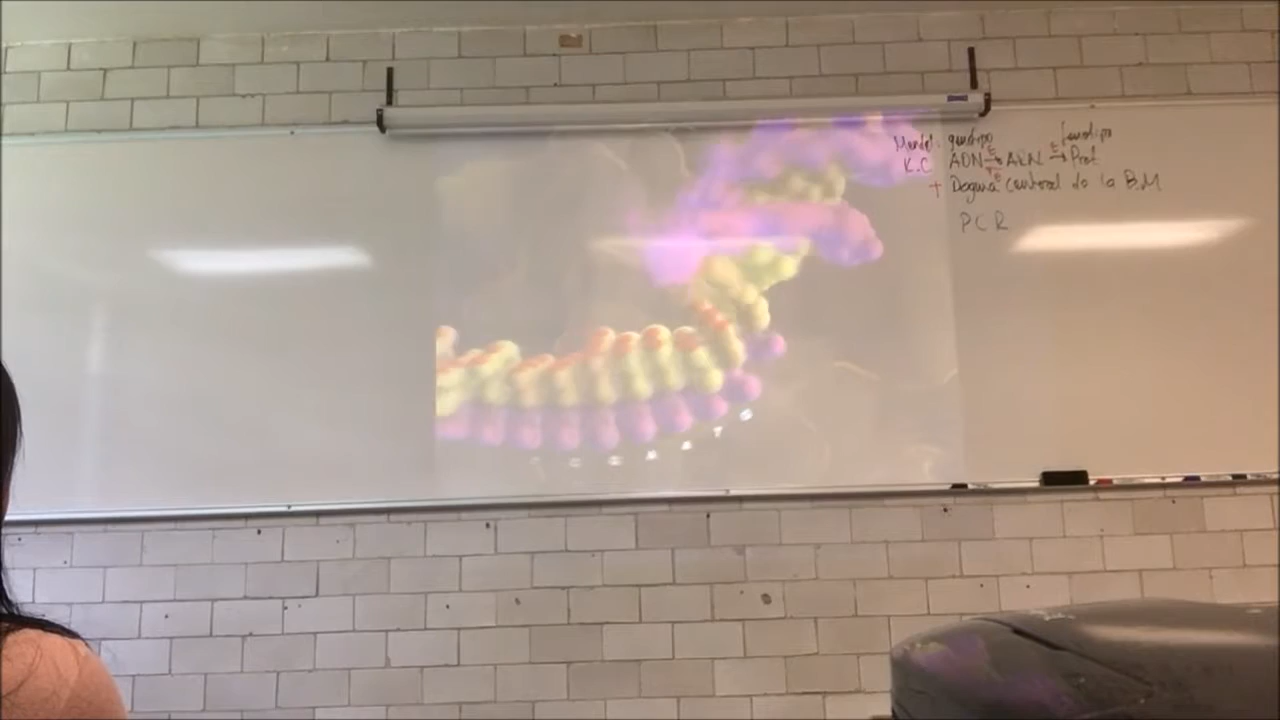 Mendel: genotipo fenotipo
K.C ADN → ARN → Prot
+ Dogma central de la B.M
PCR